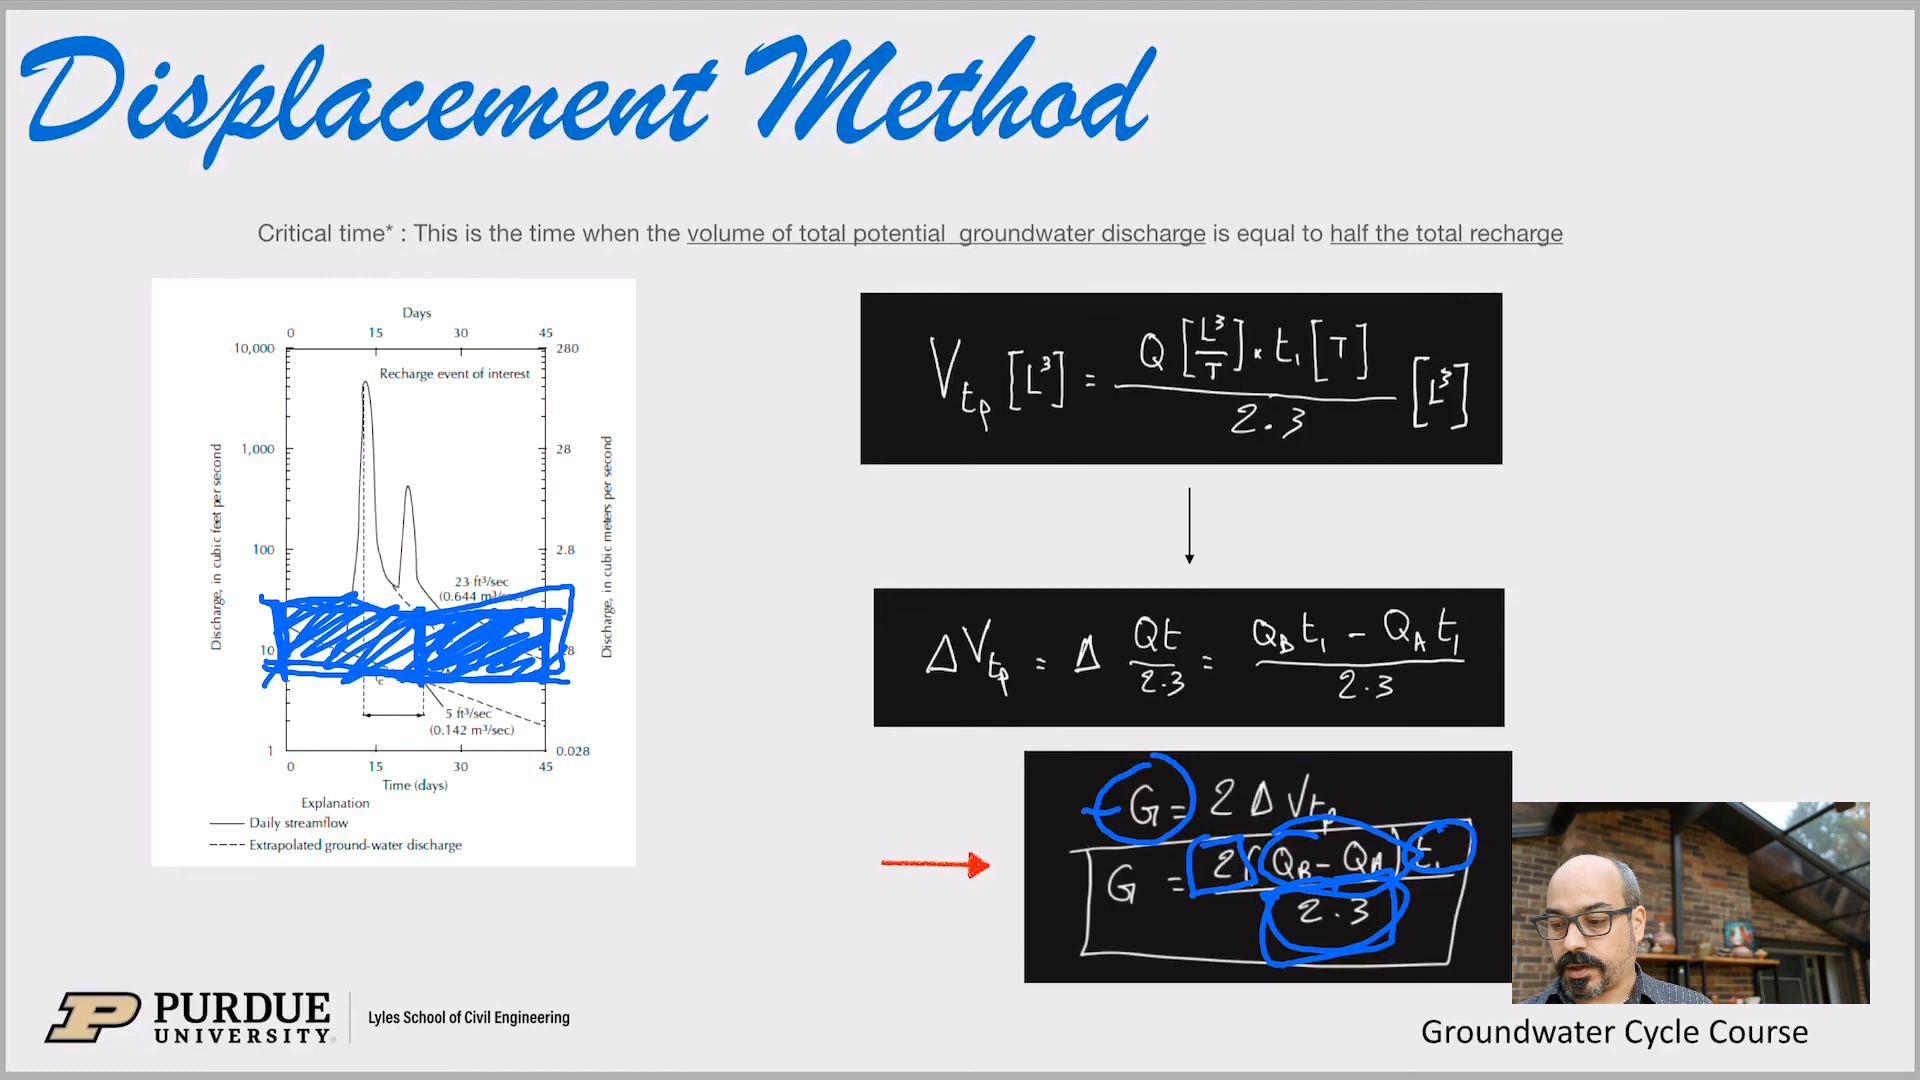 Displacement Method
Critical time* : This is the time when the volume of total potential groundwater discharge is equal to half the total recharge
Days
0 15 30 45
10,000 280
Recharge event of interest
1,000 28
100 2.8
23 ft³/sec
(0.644 m³/sec)
10
c
5 ft³/sec
(0.142 m³/sec)
1 0.028
0 15 30 45
Time (days)
Discharge, in cubic feet per second
Discharge, in cubic meters per second
Explanation
Daily streamflow
Extrapolated ground-water discharge
V_tp [L³] = Q [L³/T] · t₁ [T] / 2.3 [L³]
ΔV_tp = Δ Qt / 2.3 = Q_B t₁ - Q_A t₁ / 2.3
G = 2 Δ V_tp
G = 2(Q_B - Q_A) t₁ / 2.3
P PURDUE
UNIVERSITY
Lyles School of Civil Engineering
Groundwater Cycle Course